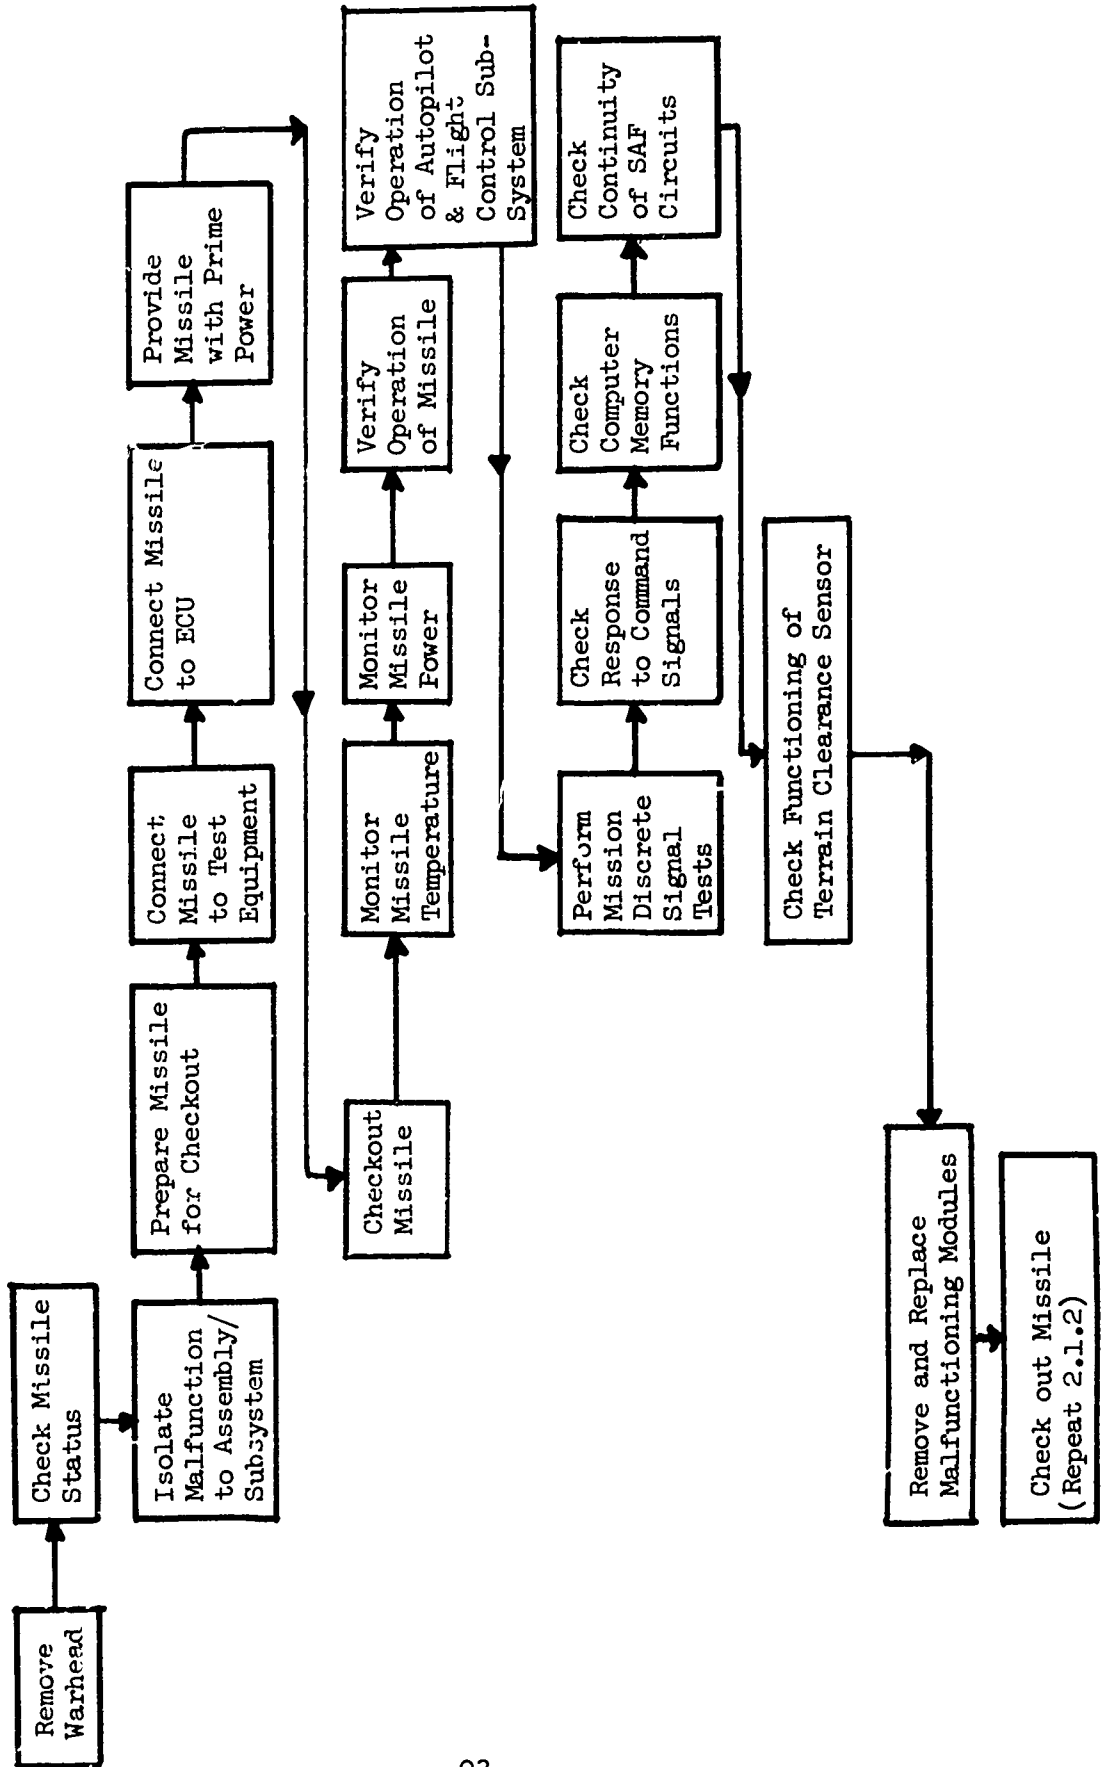 Remove
Warhead
Check Missile
Status
Isolate
Malfunction
to Assembly/
Subsystem
Prepare Missile
for Checkout
Connect
Missile
to Test
Equipment
Connect Missile
to ECU
Provide
Missile
with Prime
Power
Checkout
Missile
Monitor
Missile
Temperature
Monitor
Missile
Power
Verify
Operation
of Missile
Verify
Operation
of Autopilot
& Flight
Control Sub-
System
Perform
Mission
Discrete
Signal
Tests
Check
Response
to Command
Signals
Check
Computer
Memory
Functions
Check
Continuity
of SAF
Circuits
Check Functioning of
Terrain Clearance Sensor
Remove and Replace
Malfunctioning Modules
Check out Missile
(Repeat 2.1.2)